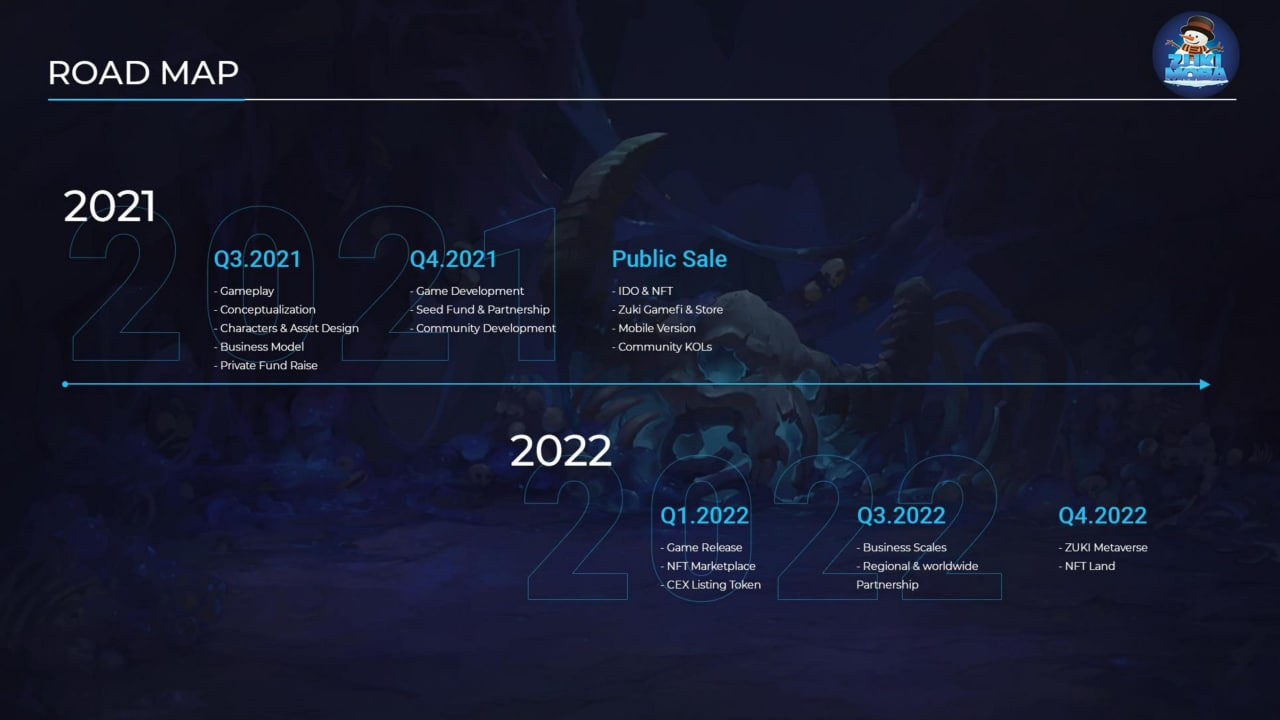 ROAD MAP
ZUKI
MOBA
2021
2021
Q3.2021
- Gameplay
- Conceptualization
- Characters & Asset Design
- Business Model
- Private Fund Raise
Q4.2021
- Game Development
- Seed Fund & Partnership
- Community Development
Public Sale
- IDO & NFT
- Zuki Gamefi & Store
- Mobile Version
- Community KOLs
2022
2022
Q1.2022
- Game Release
- NFT Marketplace
- CEX Listing Token
Q3.2022
- Business Scales
- Regional & worldwide
Partnership
Q4.2022
- ZUKI Metaverse
- NFT Land